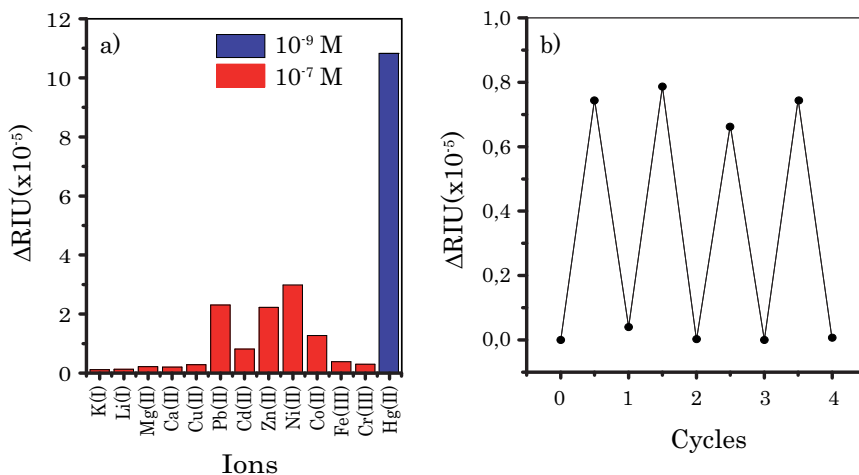 a)
10⁻⁹ M
10⁻⁷ M
12
10
8
6
4
2
0
ΔRIU(x10⁻⁵)
K(I)
Li(I)
Mg(II)
Ca(II)
Cu(II)
Pb(II)
Cd(II)
Zn(II)
Ni(II)
Co(II)
Fe(III)
Cr(III)
Hg(II)
Ions
b)
1,0
0,8
0,6
0,4
0,2
0,0
ΔRIU(x10⁻⁵)
0 1 2 3 4
Cycles